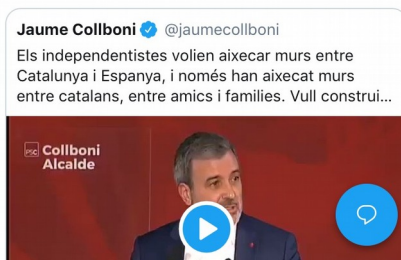 Jaume Collboni @jaumecollboni
Els independentistes volien aixecar murs entre
Catalunya i Espanya, i només han aixecat murs
entre catalans, entre amics i families. Vull construi...
PSC Collboni
Alcalde